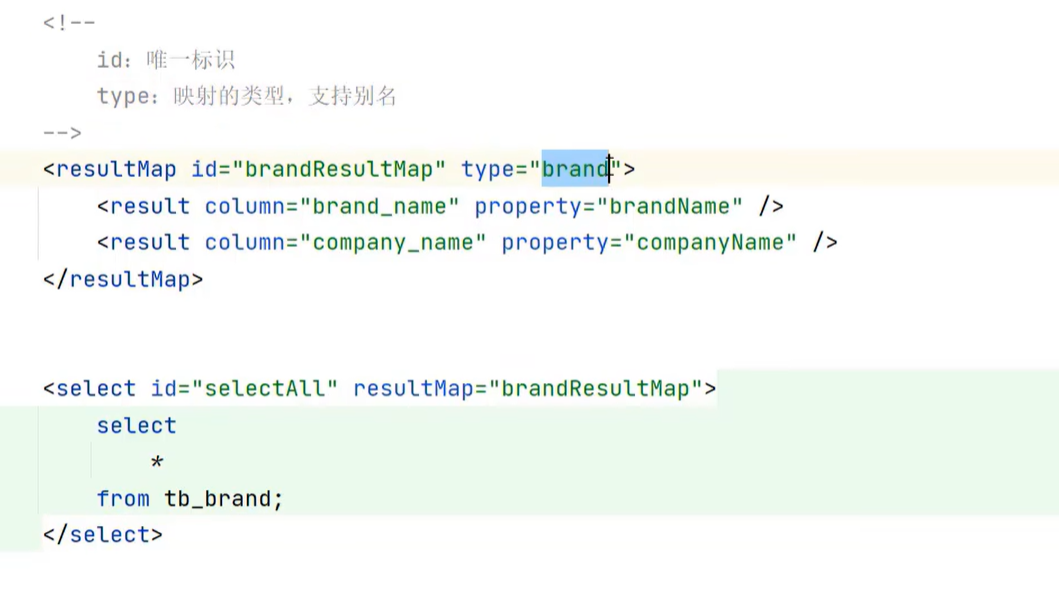 <!--
id：唯一标识
type：映射的类型，支持别名
-->
<resultMap id="brandResultMap" type="brand">
<result column="brand_name" property="brandName" />
<result column="company_name" property="companyName" />
</resultMap>
<select id="selectAll" resultMap="brandResultMap">
select
*
from tb_brand;
</select>